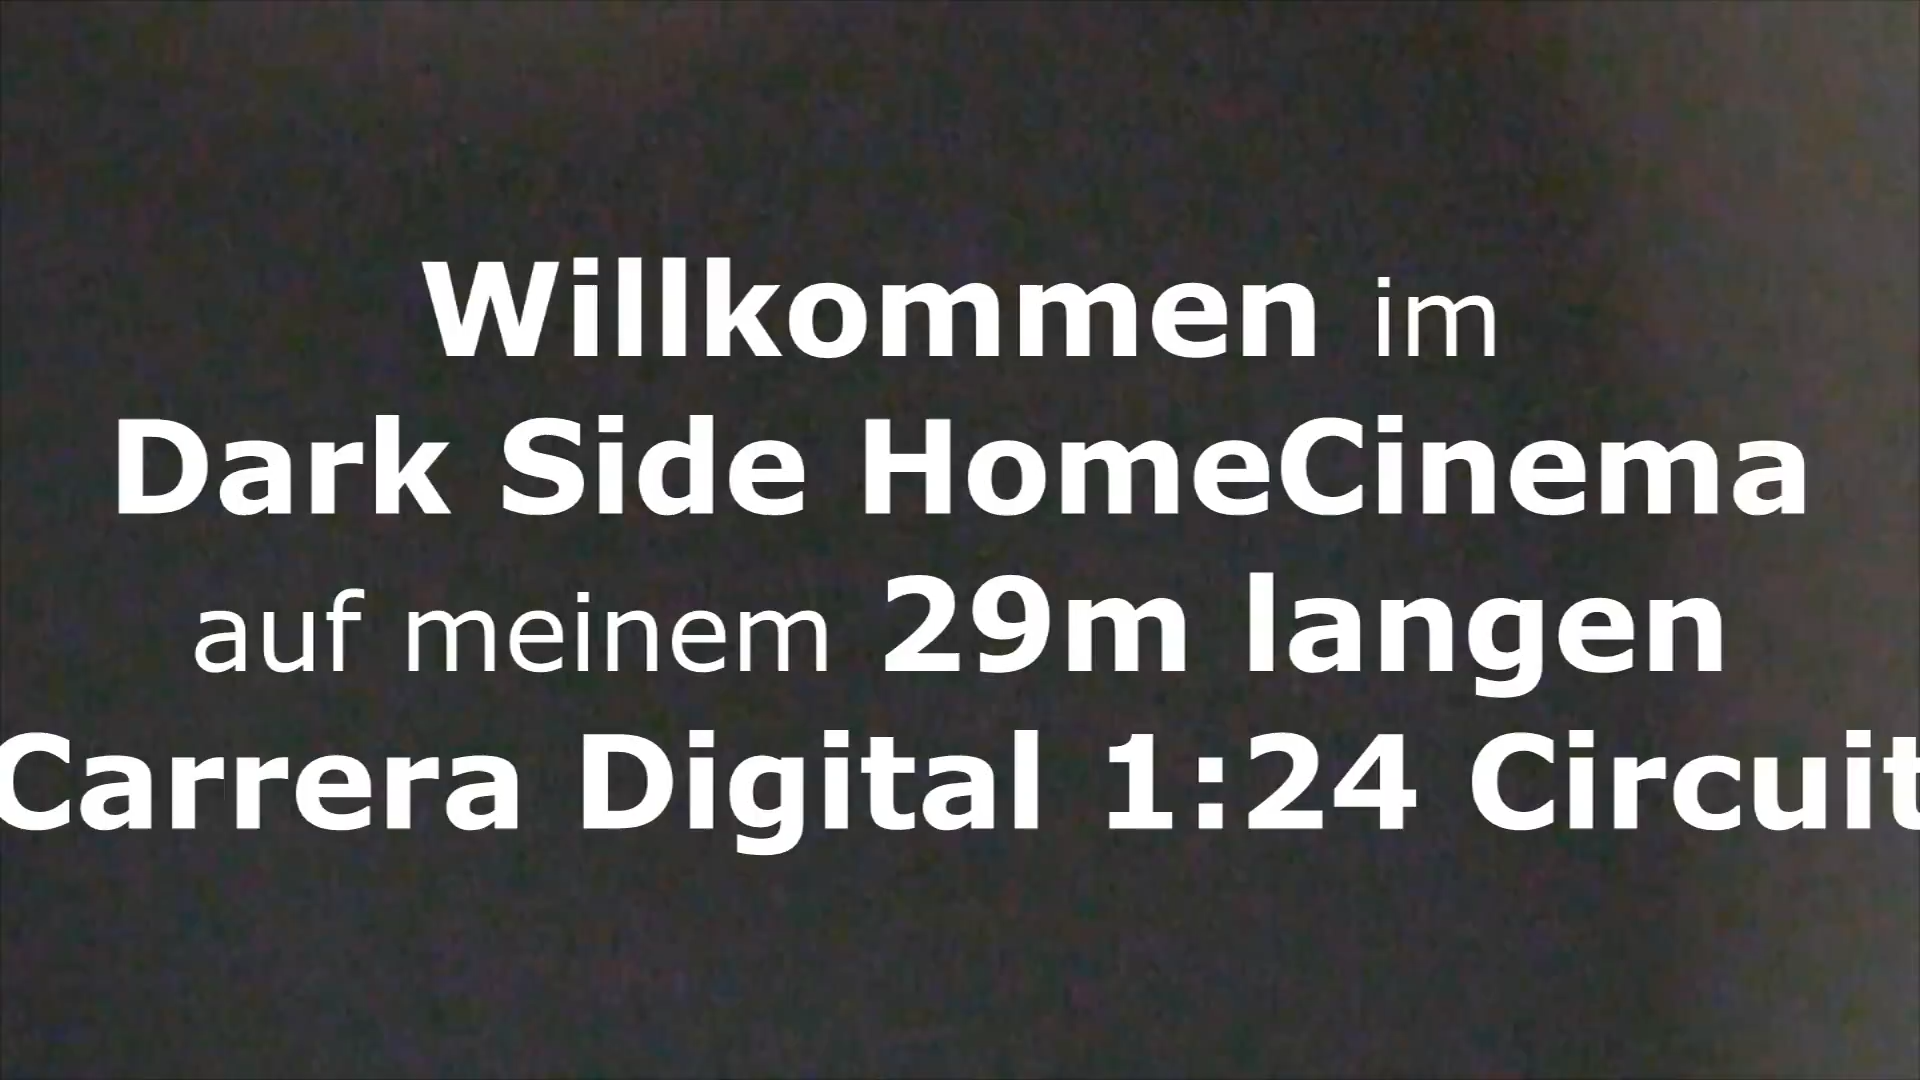 Willkommen im
Dark Side HomeCinema
auf meinem 29m langen
Carrera Digital 1:24 Circuit